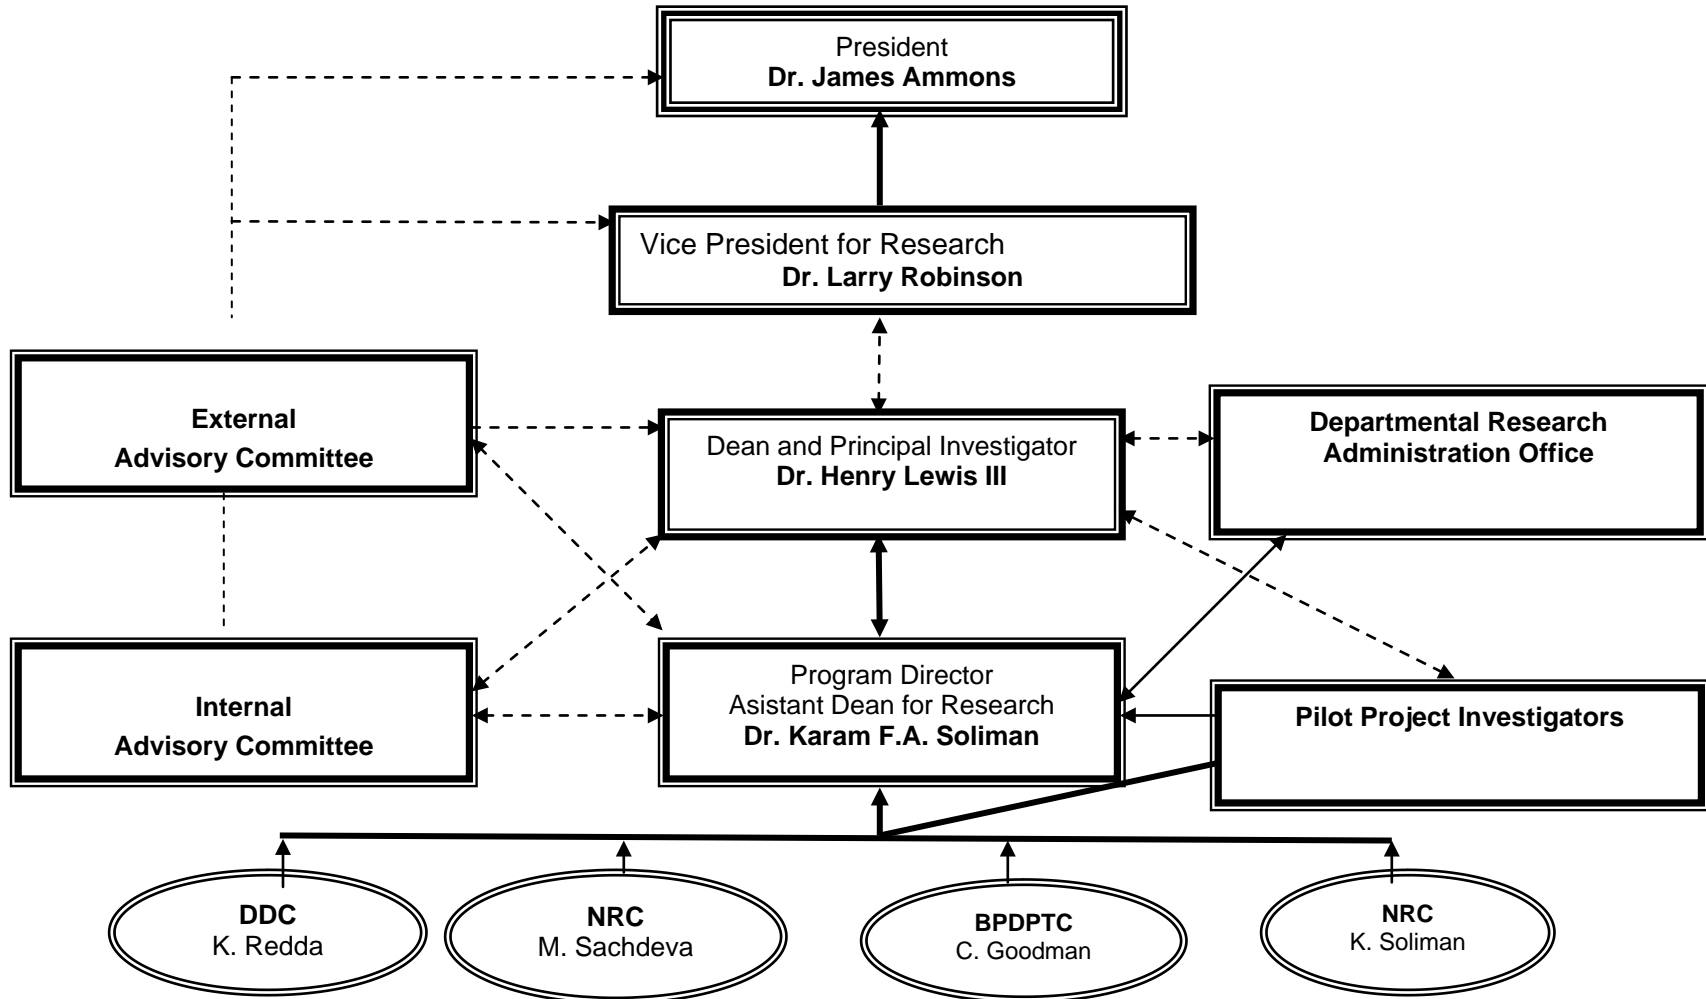 President
Dr. James Ammons
Vice President for Research
Dr. Larry Robinson
External
Advisory Committee
Dean and Principal Investigator
Dr. Henry Lewis III
Departmental Research
Administration Office
Internal
Advisory Committee
Program Director
Asistant Dean for Research
Dr. Karam F.A. Soliman
Pilot Project Investigators
DDC
K. Redda
NRC
M. Sachdeva
BPDPTC
C. Goodman
NRC
K. Soliman